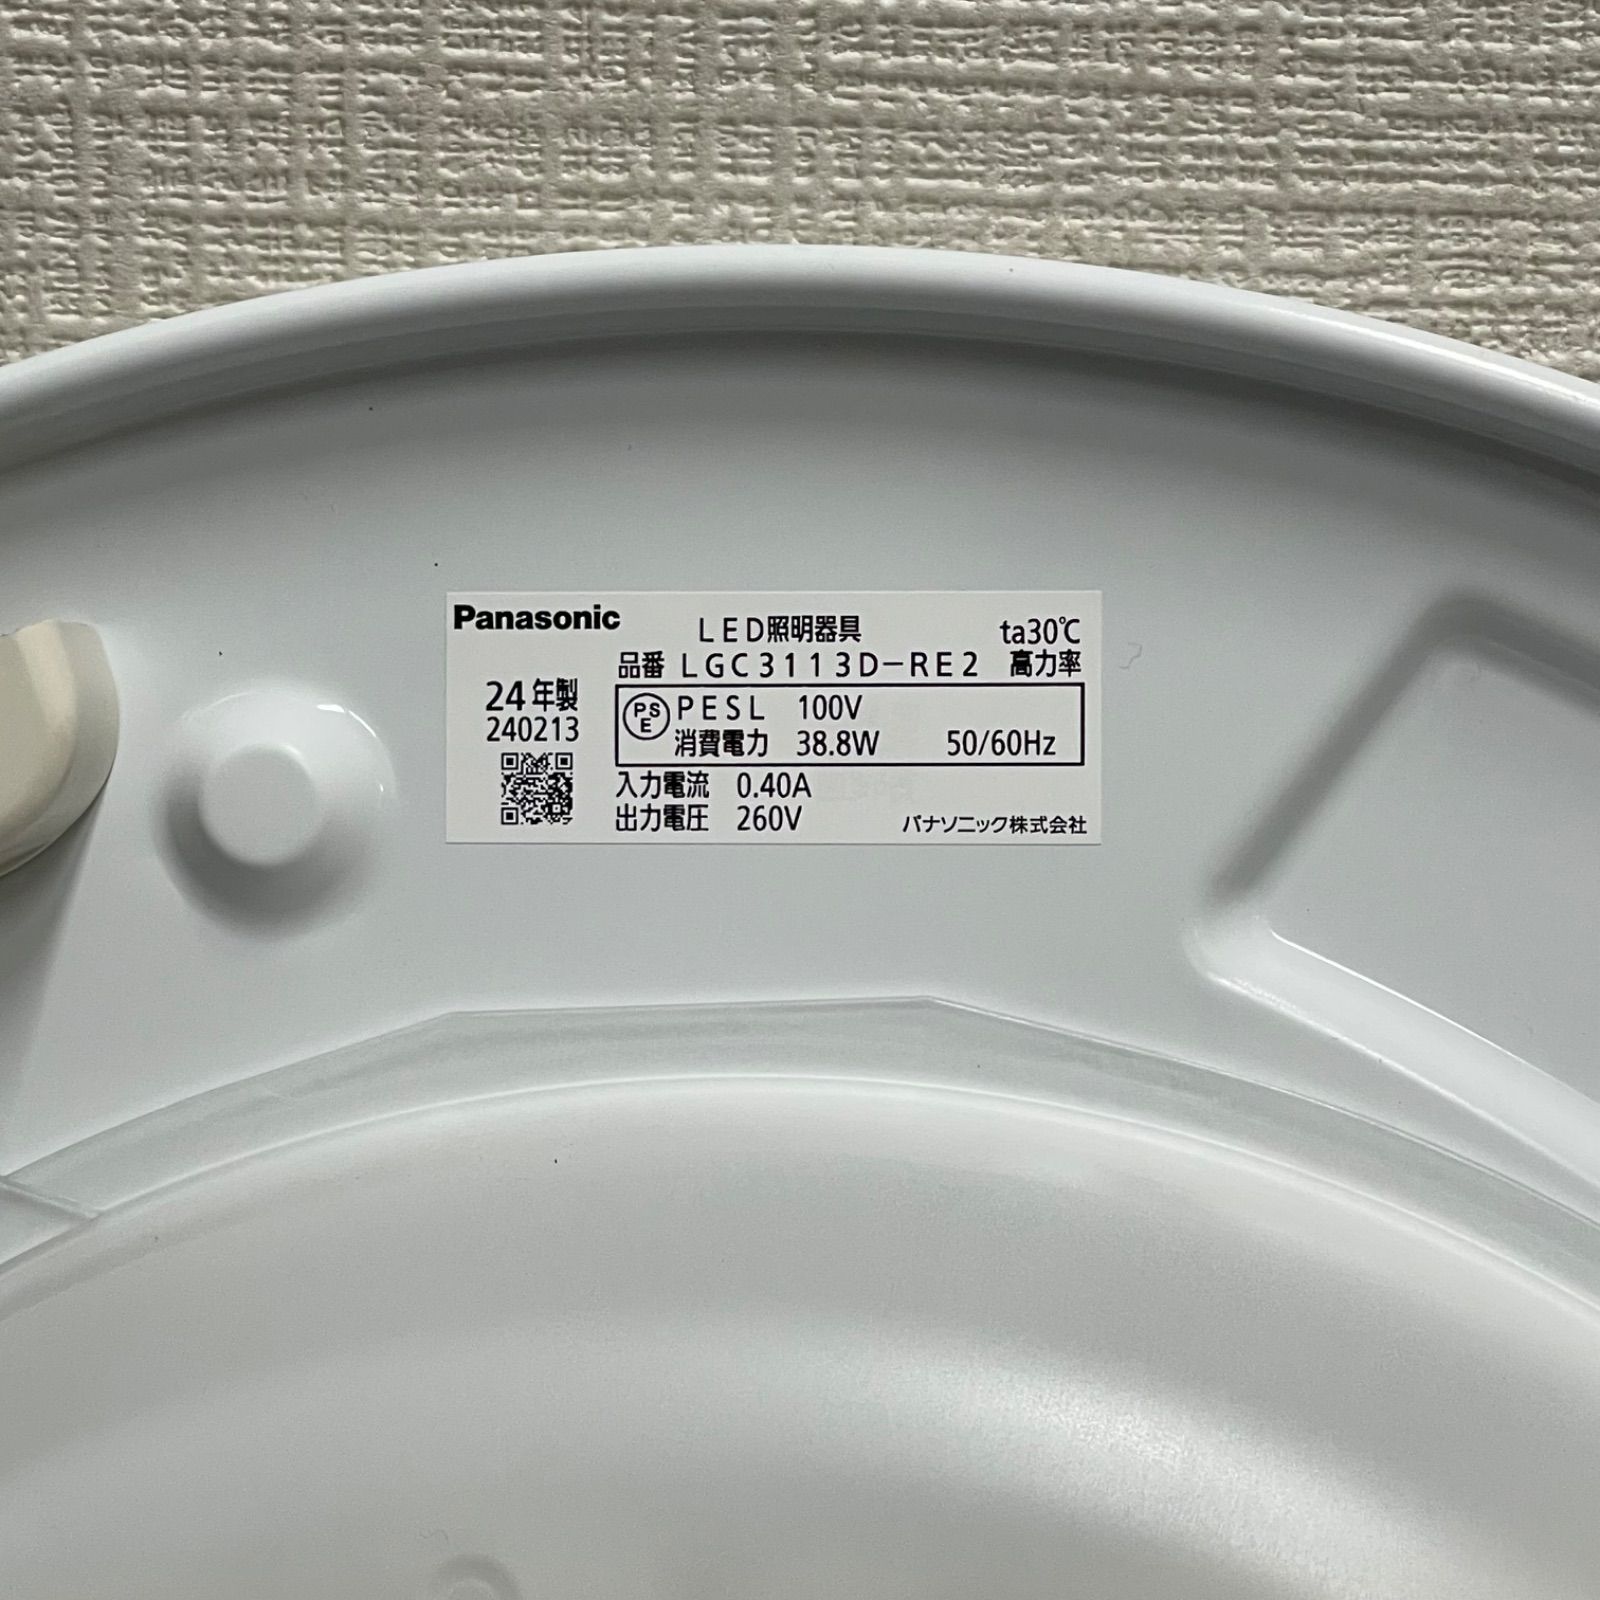 Panasonic
LED照明器具 ta30℃
品番 LGC3113D-RE2 高力率
24年製
240213
PSE
PESL 100V
消費電力 38.8W 50/60Hz
入力電流 0.40A
出力電圧 260V
パナソニック株式会社